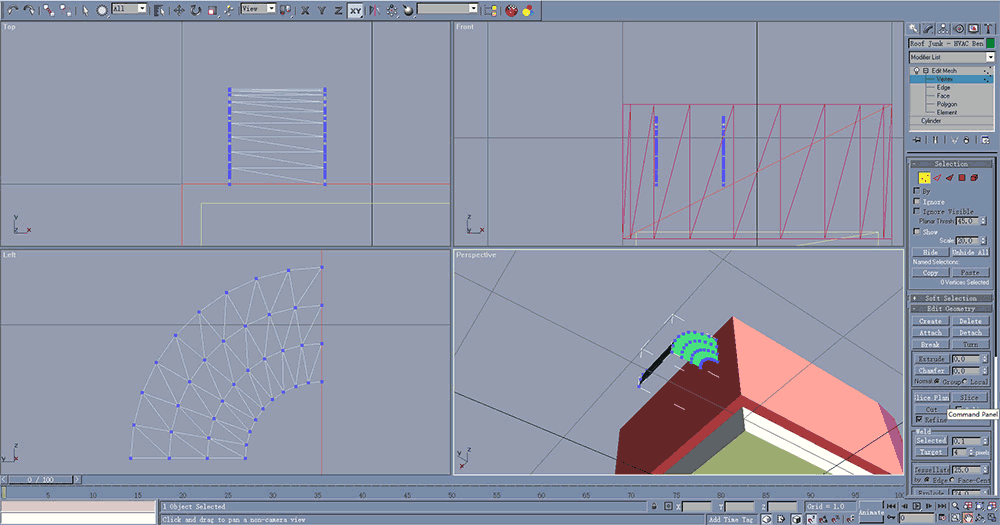 All
View
XY
X
Y
Z
Top
Front
Left
Perspective
Roof Junk - HVAC Ben
Modifier List
Edit Mesh
Vertex
Edge
Face
Polygon
Element
Cylinder
Selection
By
Ignore
Ignore Visible
Planar Thresh: 45.0
Show
Scale: 20.0
Hide Unhide All
Named Selections:
Copy Paste
0 Vertices Selected
Soft Selection
Edit Geometry
Create Delete
Attach Detach
Break Turn
Extrude 0.0
Chamfer 0.0
Normal: Group Local
Slice Plan Slice
Cut
Command Panel
Refine
Weld
Selected 0.1
Target 4 pixels
Tessellate 25.0
by Edge Face-Cent
Explode 24.0
0 / 100
0 5 10 15 20 25 30 35 40 45 50 55 60 65 70 75 80 85 90 95 100
1 Object Selected
X Y Z
Grid = 1.0
Click and drag to pan a non-camera view
Add Time Tag
Animate
0